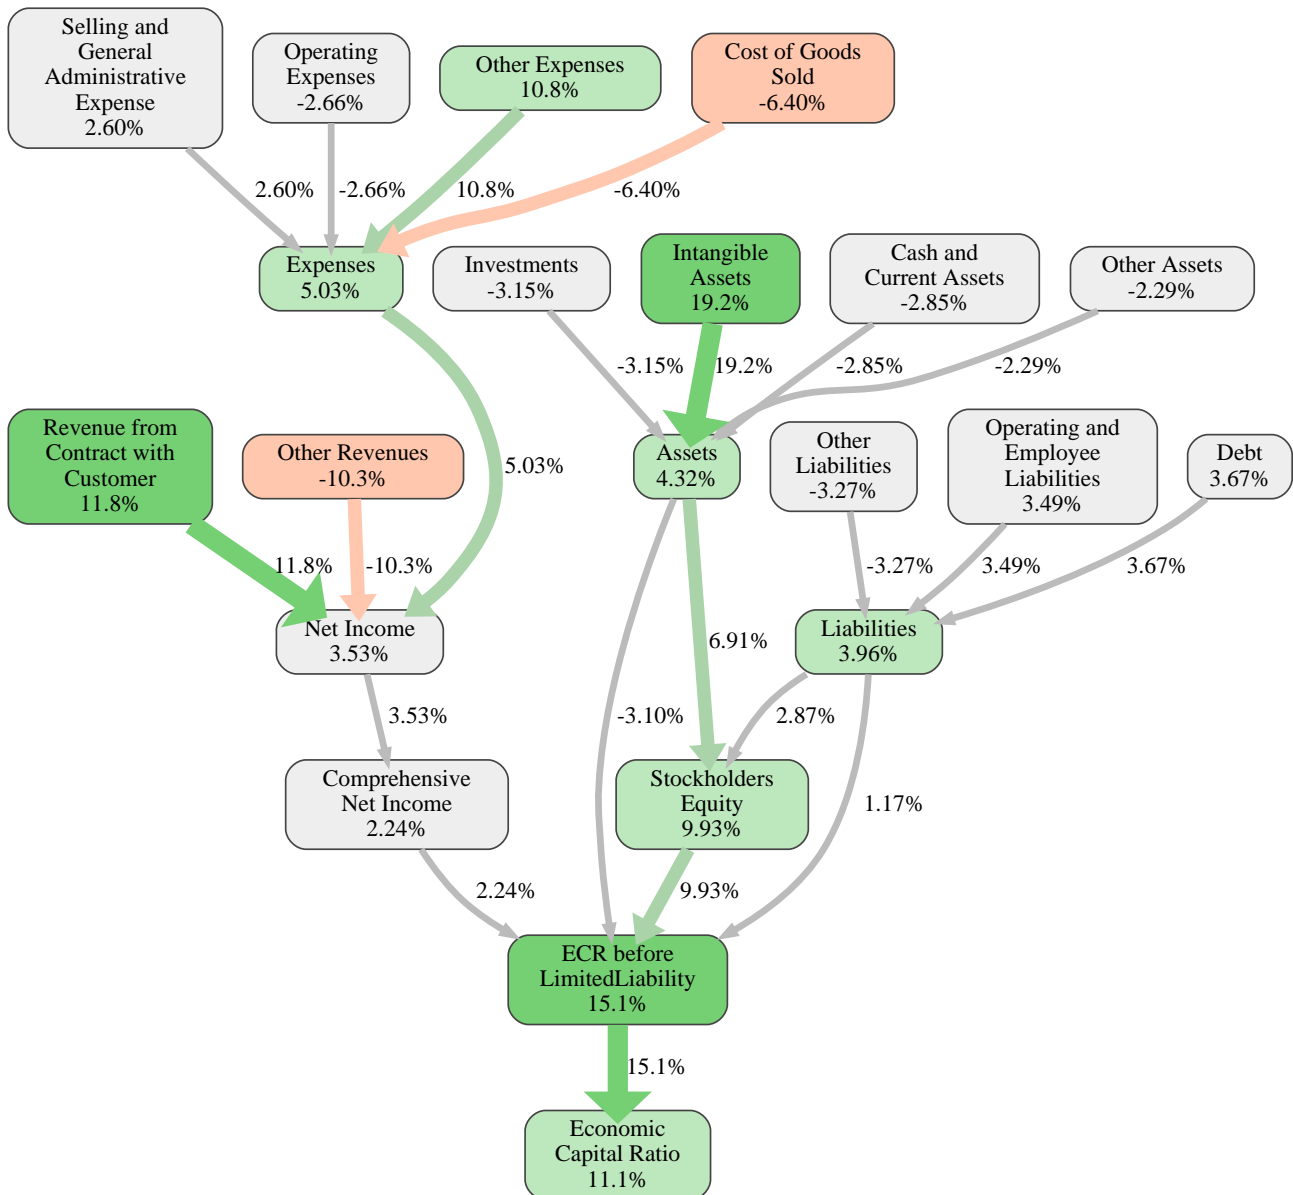 Selling and
General
Administrative
Expense
2.60%
Operating
Expenses
-2.66%
Other Expenses
10.8%
Cost of Goods
Sold
-6.40%
2.60%
-2.66%
10.8%
-6.40%
Expenses
5.03%
Investments
-3.15%
Intangible
Assets
19.2%
Cash and
Current Assets
-2.85%
Other Assets
-2.29%
-3.15%
19.2%
-2.85%
-2.29%
Revenue from
Contract with
Customer
11.8%
Other Revenues
-10.3%
5.03%
Assets
4.32%
Other
Liabilities
-3.27%
Operating and
Employee
Liabilities
3.49%
Debt
3.67%
11.8%
-10.3%
-3.27%
3.49%
3.67%
Net Income
3.53%
6.91%
Liabilities
3.96%
3.53%
-3.10%
2.87%
Comprehensive
Net Income
2.24%
Stockholders
Equity
9.93%
1.17%
2.24%
9.93%
ECR before
LimitedLiability
15.1%
15.1%
Economic
Capital Ratio
11.1%